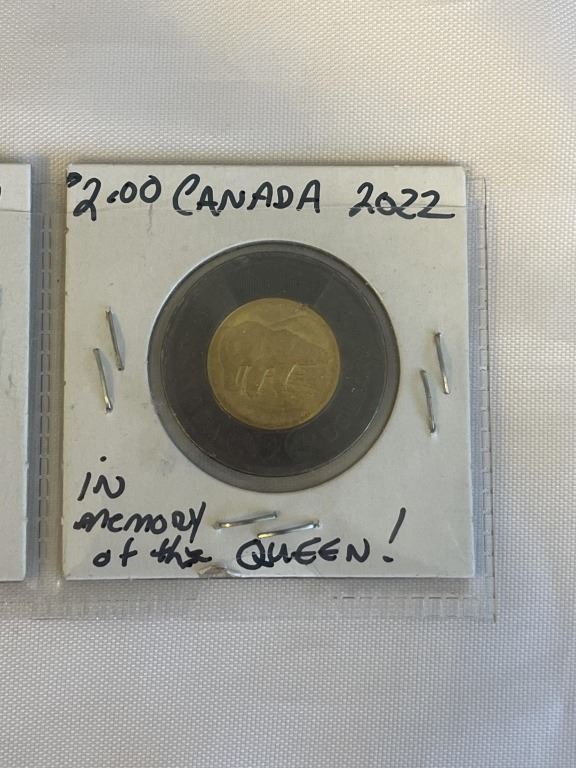 $2.00 CANADA 2022
IN
memory
of the QUEEN!